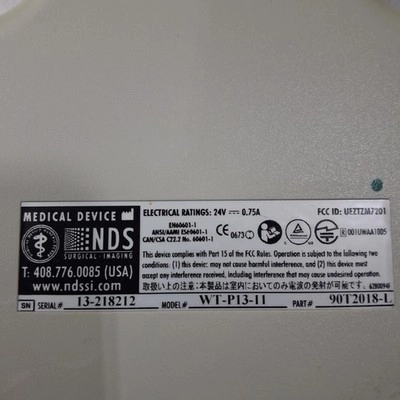 MEDICAL DEVICE
NDS
SURGICAL · IMAGING
T: 408.776.0085 (USA)
www.ndssi.com
ELECTRICAL RATINGS: 24V 0.75A
FCC ID: UEZTZM7201
EN60601-1
ANSI/AAMI ES60601-1
CAN/CSA C22.2 No. 60601-1
CE 0673
R 001UWAA1005
This device complies with Part 15 of the FCC Rules. Operation is subject to the following two
conditions: (1) this device may not cause harmful interference, and (2) this device must
accept any interference received, including interference that may cause undesired operation.
取扱い上の注意:本製品は室内においてのみ電源の発射が可能です
SN SERIAL# 13-218212 MODEL# WT-P13-11 PART# 90T2018-L